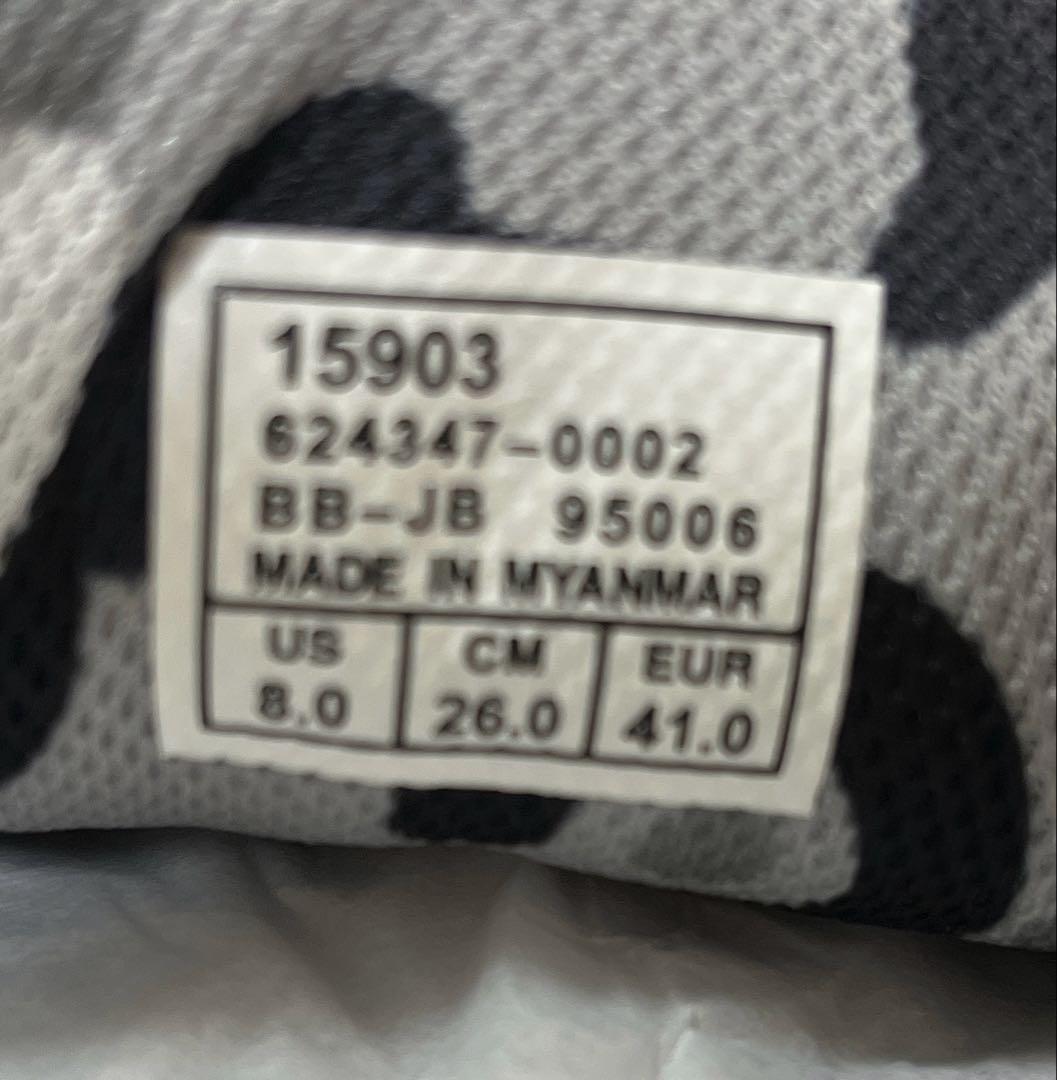 15903
624347-0002
BB-JB 95006
MADE IN MYANMAR
US CM EUR
8.0 26.0 41.0